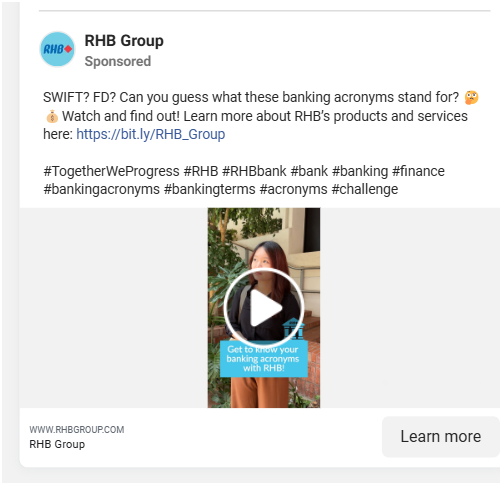 RHB Group
RHB
Sponsored
SWIFT? FD? Can you guess what these banking acronyms stand for?
Watch and find out! Learn more about RHB's products and services
here: https://bit.ly/RHB_Group
#TogetherWeProgress #RHB #RHBbank #bank #banking #finance
#bankingacronyms #bankingterms #acronyms #challenge
Get to know your
banking acronyms
with RHB!
WWW.RHBGROUP.COM
RHB Group
Learn more